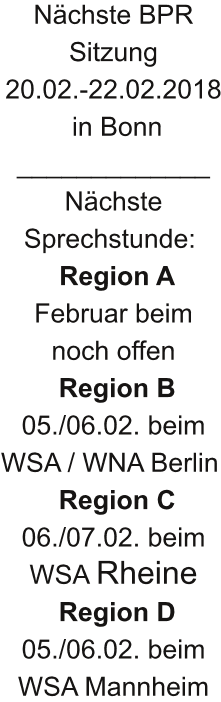 Nächste BPR
Sitzung
20.02.-22.02.2018
in Bonn
_____________
Nächste
Sprechstunde:
Region A
Februar beim
noch offen
Region B
05./06.02. beim
WSA / WNA Berlin
Region C
06./07.02. beim
WSA Rheine
Region D
05./06.02. beim
WSA Mannheim